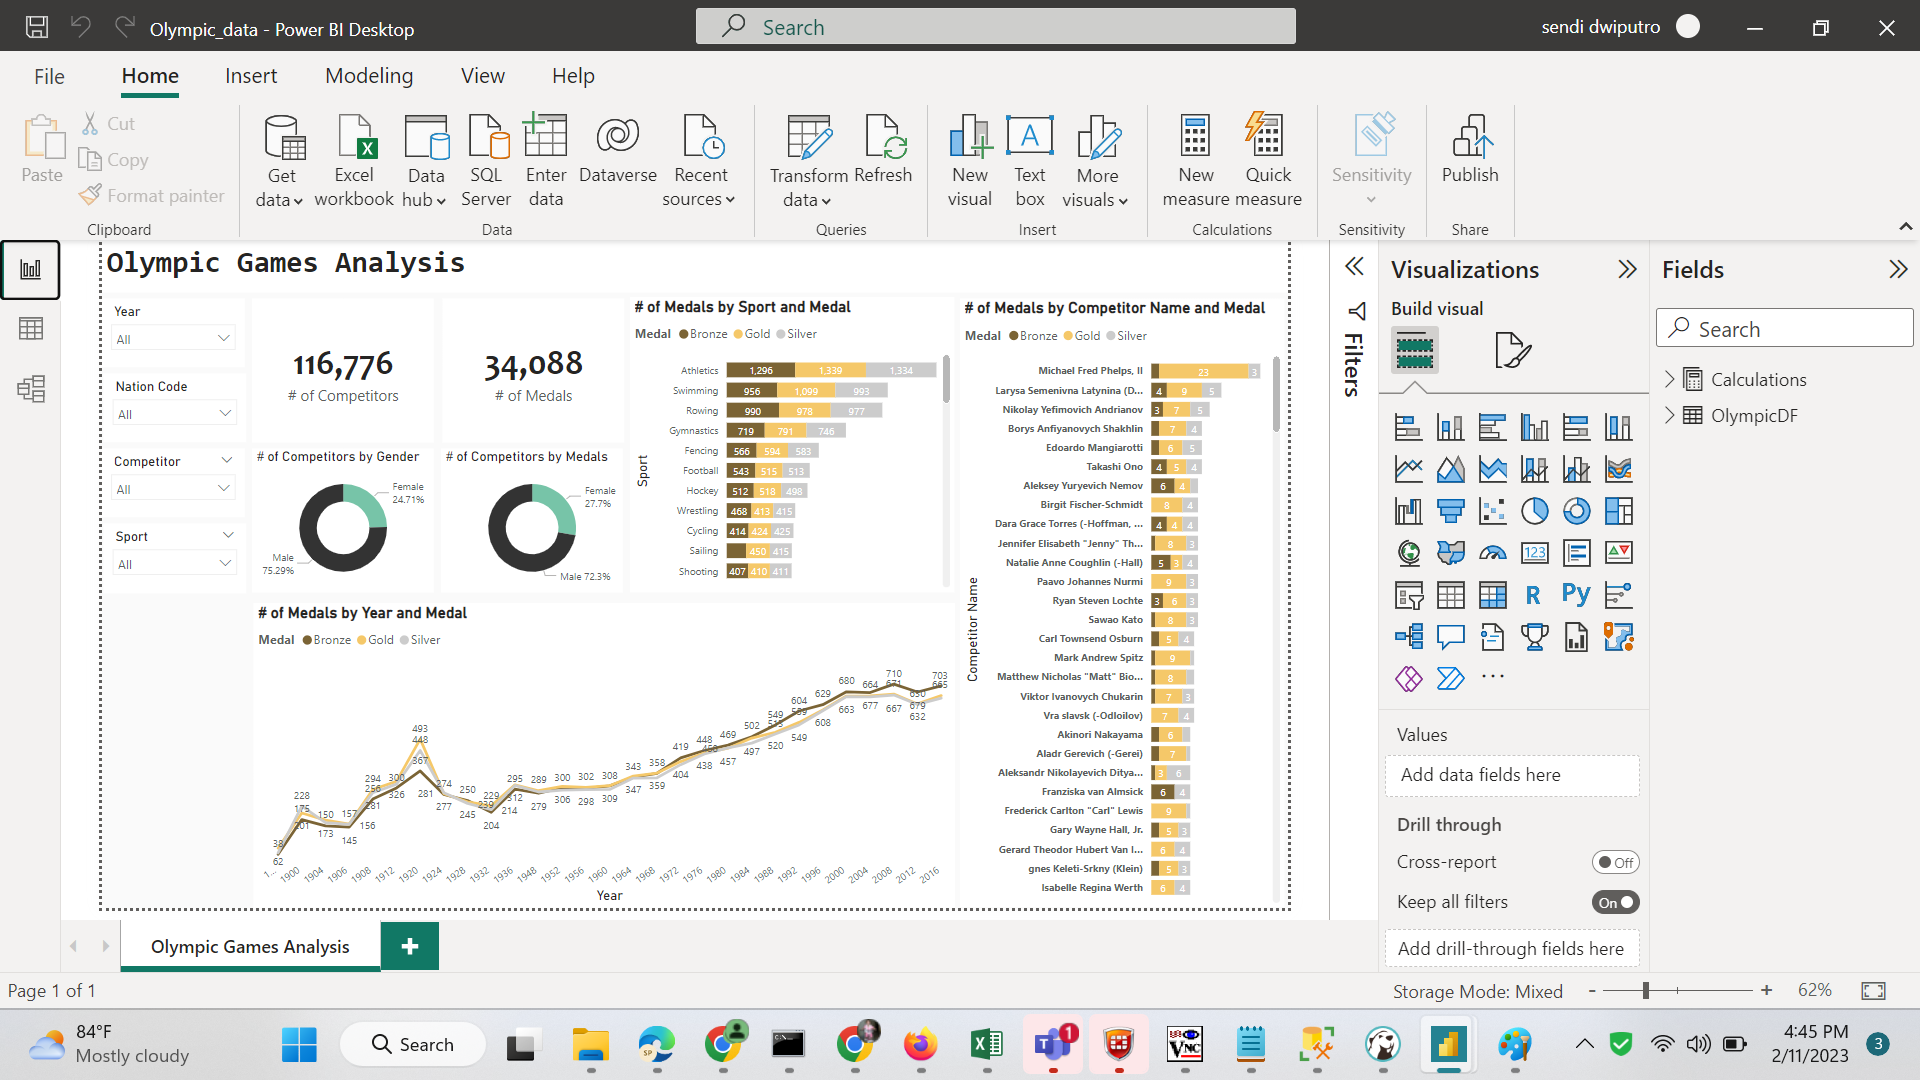 Olympic_data - Power BI Desktop
Search
sendi dwiputro
File Home Insert Modeling View Help
Paste
Cut
Copy
Format painter
Clipboard
Get data
Excel workbook
Data hub
SQL Server
Enter data
Dataverse
Recent sources
Data
Transform data
Refresh
Queries
New visual
Text box
More visuals
Insert
New measure
Quick measure
Calculations
Sensitivity
Sensitivity
Publish
Share
Olympic Games Analysis
Year
All
Nation Code
All
Competitor
All
Sport
All
116,776
# of Competitors
34,088
# of Medals
# of Competitors by Gender
Female
24.71%
Male
75.29%
# of Competitors by Medals
Female
27.7%
Male 72.3%
# of Medals by Sport and Medal
Medal Bronze Gold Silver
Sport
Athletics 1,296 1,339 1,334
Swimming 956 1,099 993
Rowing 990 978 977
Gymnastics 719 791 746
Fencing 566 594 583
Football 543 515 513
Hockey 512 518 498
Wrestling 468 413 415
Cycling 414 424 425
Sailing 450 415
Shooting 407 410 411
# of Medals by Competitor Name and Medal
Medal Bronze Gold Silver
Competitor Name
Michael Fred Phelps, II 23 3
Larysa Semenivna Latynina (D... 4 9 5
Nikolay Yefimovich Andrianov 3 7 5
Borys Anfiyanovych Shakhlin 7 4
Edoardo Mangiarotti 6 5
Takashi Ono 4 5 4
Aleksey Yuryevich Nemov 6 4
Birgit Fischer-Schmidt 8 4
Dara Grace Torres (-Hoffman, ... 4 4 4
Jennifer Elisabeth "Jenny" Th... 8 3
Natalie Anne Coughlin (-Hall) 5 3 4
Paavo Johannes Nurmi 9 3
Ryan Steven Lochte 3 6 3
Sawao Kato 8 3
Carl Townsend Osburn 5 4
Mark Andrew Spitz 9
Matthew Nicholas "Matt" Bio... 8
Viktor Ivanovych Chukarin 7 3
Vra slavsk (-Odloilov) 7 4
Akinori Nakayama 6
Aladr Gerevich (-Gerei) 7
Aleksandr Nikolayevich Ditya... 3 6
Franziska van Almsick 6 4
Frederick Carlton "Carl" Lewis 9
Gary Wayne Hall, Jr. 5 3
Gerard Theodor Hubert Van I... 6 4
gnes Keleti-Srkny (Klein) 5 3
Isabelle Regina Werth 6 4
# of Medals by Year and Medal
Medal Bronze Gold Silver
38 62 228 175 201 150 173 157 145 156 294 256 281 300 326 493 448 367 281 274 277 250 245 229 239 204 312 214 295 289 279 300 306 302 298 308 309 343 347 358 359 419 404 448 438 469 457 502 497 549 513 520 604 549 629 608 680 663 664 677 710 671 667 650 679 632 703 665
1... 1900 1904 1906 1908 1912 1920 1924 1928 1932 1936 1948 1952 1956 1960 1964 1968 1972 1976 1980 1984 1988 1992 1996 2000 2004 2008 2012 2016
Year
Filters
Visualizations
Build visual
123
R
Py
...
Values
Add data fields here
Drill through
Cross-report
Off
Keep all filters
On
Add drill-through fields here
Fields
Search
Calculations
OlympicDF
Olympic Games Analysis
+
Page 1 of 1
Storage Mode: Mixed
- + 62%
84°F
Mostly cloudy
Search
SP
1
VNC
4:45 PM
2/11/2023
3